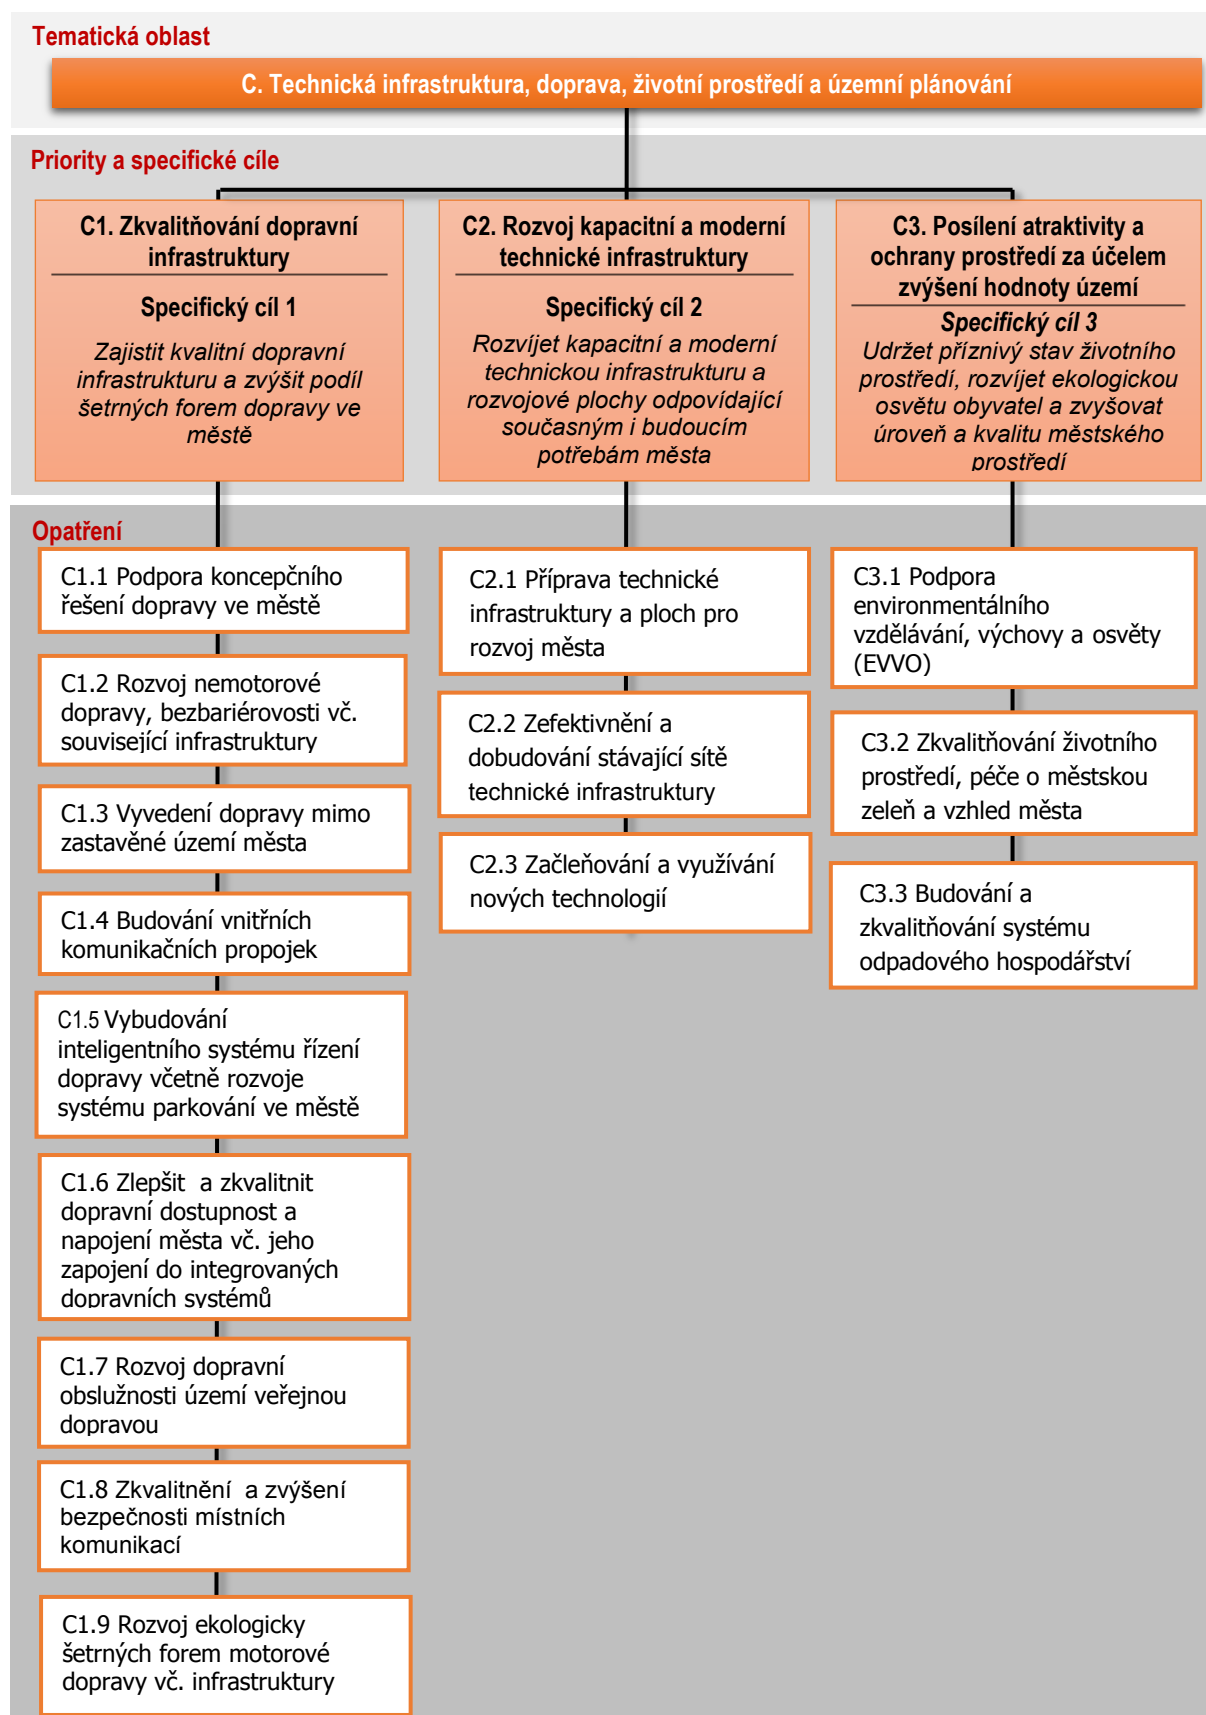 Tematická oblast
C. Technická infrastruktura, doprava, životní prostředí a územní plánování
Priority a specifické cíle
C1. Zkvalitňování dopravní
infrastruktury
Specifický cíl 1
Zajistit kvalitní dopravní
infrastrukturu a zvýšit podíl
šetrných forem dopravy ve
městě
C2. Rozvoj kapacitní a moderní
technické infrastruktury
Specifický cíl 2
Rozvíjet kapacitní a moderní
technickou infrastrukturu a
rozvojové plochy odpovídající
současným i budoucím
potřebám města
C3. Posílení atraktivity a
ochrany prostředí za účelem
zvýšení hodnoty území
Specifický cíl 3
Udržet příznivý stav životního
prostředí, rozvíjet ekologickou
osvětu obyvatel a zvyšovat
úroveň a kvalitu městského
prostředí
Opatření
C1.1 Podpora koncepčního
řešení dopravy ve městě
C1.2 Rozvoj nemotorové
dopravy, bezbariérovosti vč.
související infrastruktury
C1.3 Vyvedení dopravy mimo
zastavěné území města
C1.4 Budování vnitřních
komunikačních propojek
C1.5 Vybudování
inteligentního systému řízení
dopravy včetně rozvoje
systému parkování ve městě
C1.6 Zlepšit  a zkvalitnit
dopravní dostupnost a
napojení města vč. jeho
zapojení do integrovaných
dopravních systémů
C1.7 Rozvoj dopravní
obslužnosti území veřejnou
dopravou
C1.8 Zkvalitnění  a zvýšení
bezpečnosti místních
komunikací
C1.9 Rozvoj ekologicky
šetrných forem motorové
dopravy vč. infrastruktury
C2.1 Příprava technické
infrastruktury a ploch pro
rozvoj města
C2.2 Zefektivnění a
dobudování stávající sítě
technické infrastruktury
C2.3 Začleňování a využívání
nových technologií
C3.1 Podpora
environmentálního
vzdělávání, výchovy a osvěty
(EVVO)
C3.2 Zkvalitňování životního
prostředí, péče o městskou
zeleň a vzhled města
C3.3 Budování a
zkvalitňování systému
odpadového hospodářství